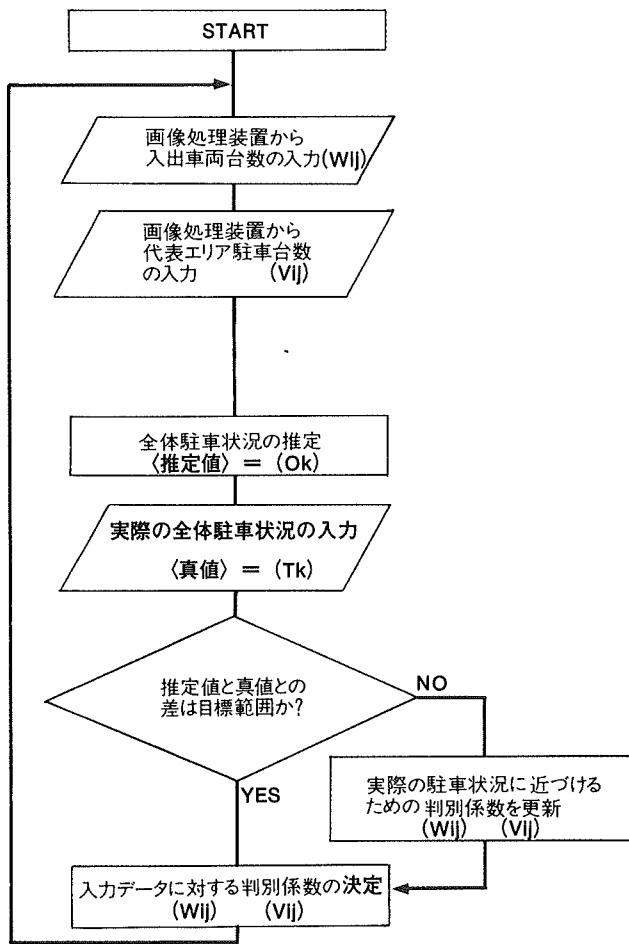 START
画像処理装置から
入出車両台数の入力(Wij)
画像処理装置から
代表エリア駐車台数
の入力 (Vij)
全体駐車状況の推定
〈推定値〉＝ (Ok)
実際の全体駐車状況の入力
〈真値〉＝ (Tk)
推定値と真値との
差は目標範囲か?
NO
YES
実際の駐車状況に近づける
ための判別係数を更新
(Wij) (Vij)
入力データに対する判別係数の決定
(Wij) (Vij)